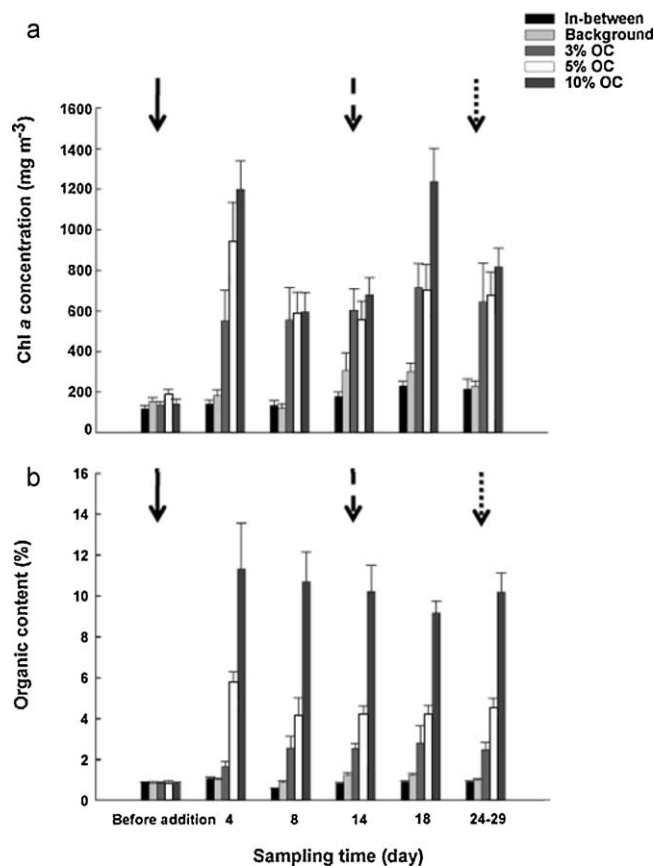 a
In-between
Background
3% OC
5% OC
10% OC
Chl a concentration (mg m-3)
1600
1400
1200
1000
800
600
400
200
0
b
Organic content (%)
16
14
12
10
8
6
4
2
0
Before addition 4 8 14 18 24-29
Sampling time (day)